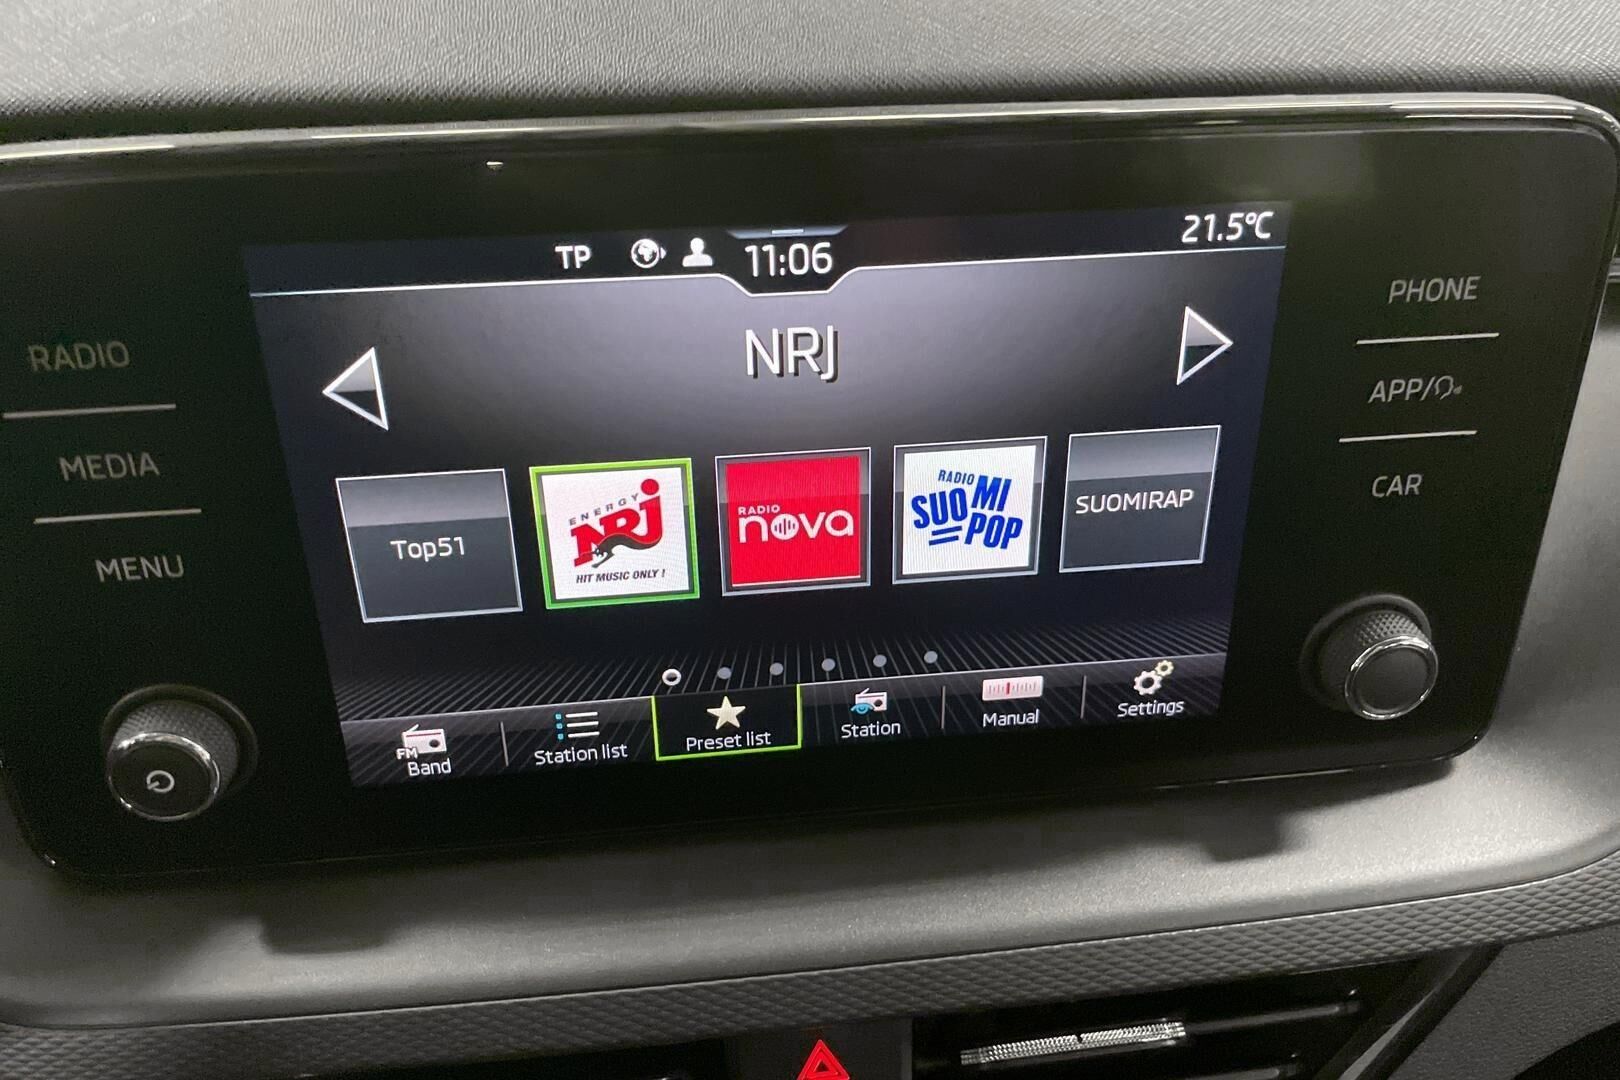 TP
11:06
21.5°C
NRJ
RADIO
MEDIA
MENU
PHONE
APP/
CAR
Top51
ENERGY
NRJ
HIT MUSIC ONLY !
RADIO
nova
RADIO
SUOMI
POP
SUOMIRAP
FM
Band
Station list
Preset list
Station
Manual
Settings